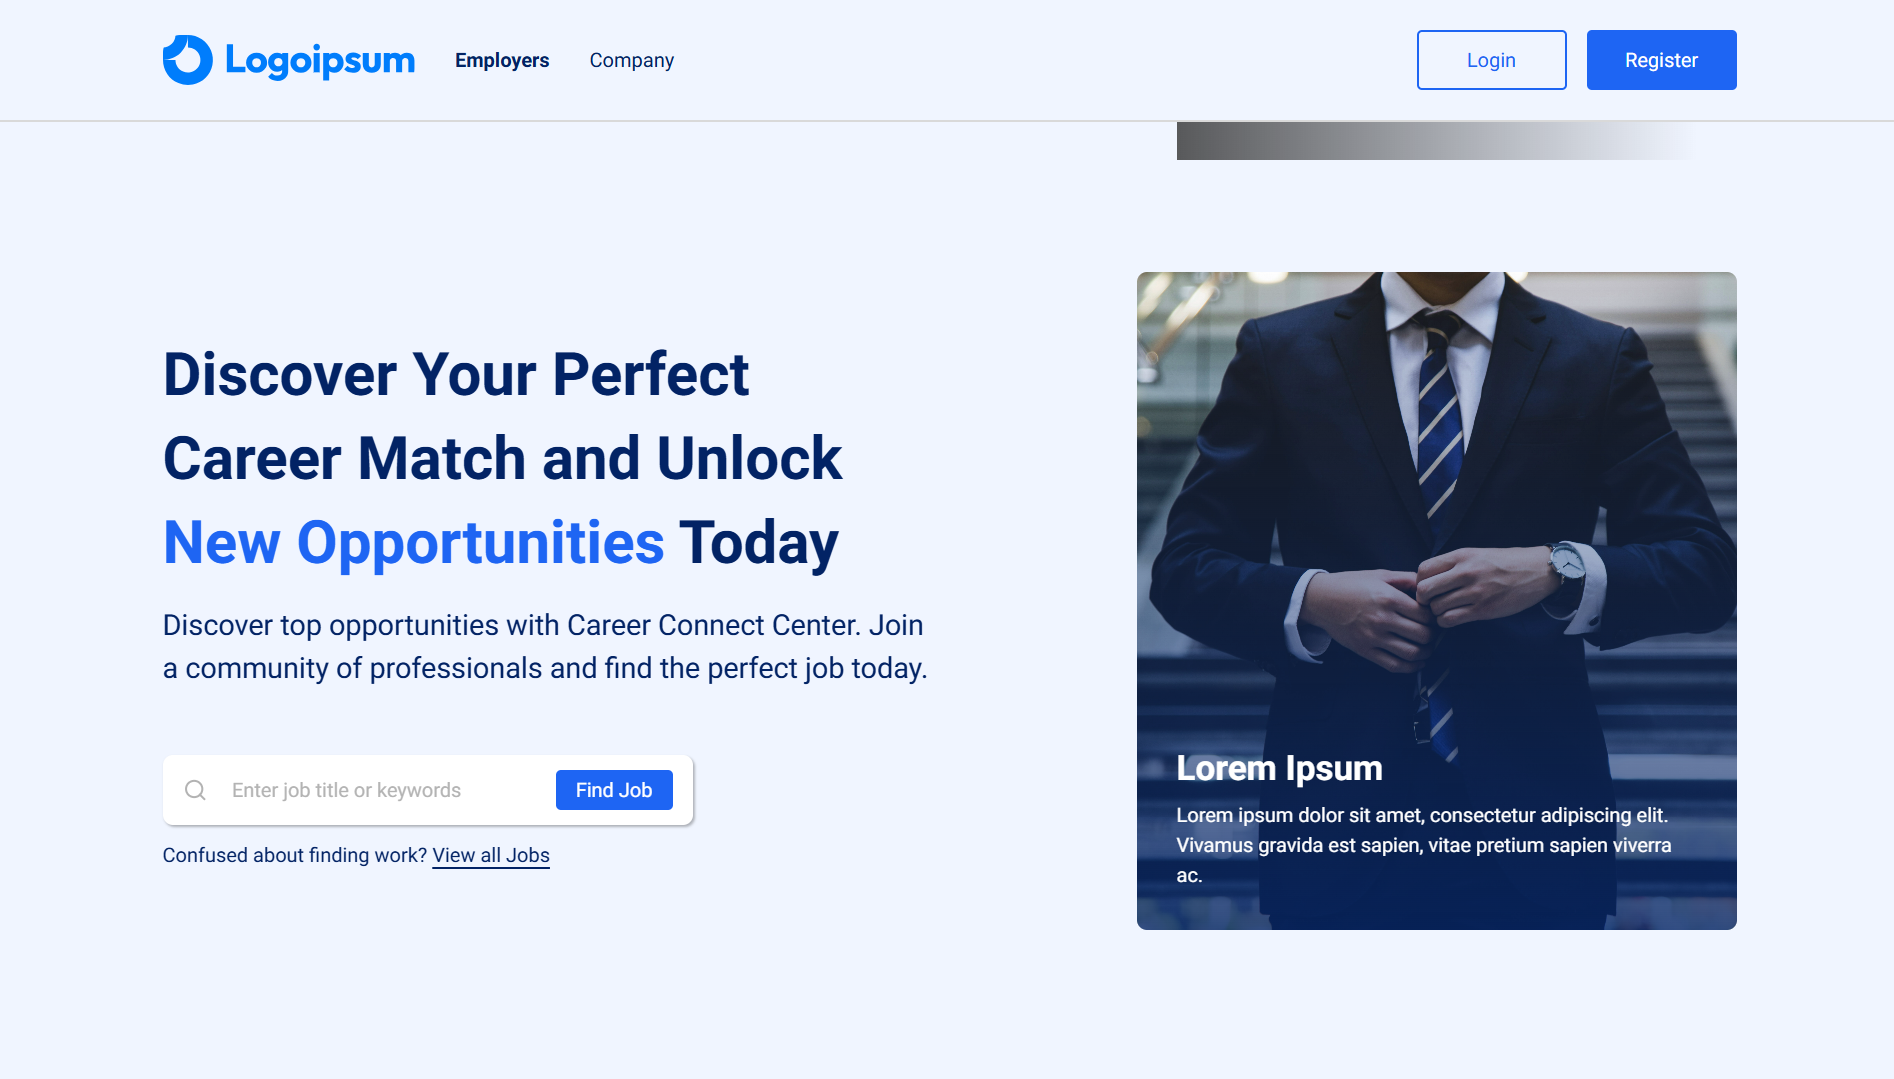 Logoipsum
Employers
Company
Login
Register
Discover Your Perfect
Career Match and Unlock
New Opportunities Today
Discover top opportunities with Career Connect Center. Join
a community of professionals and find the perfect job today.
Enter job title or keywords
Find Job
Confused about finding work? View all Jobs
Lorem Ipsum
Lorem ipsum dolor sit amet, consectetur adipiscing elit.
Vivamus gravida est sapien, vitae pretium sapien viverra
ac.